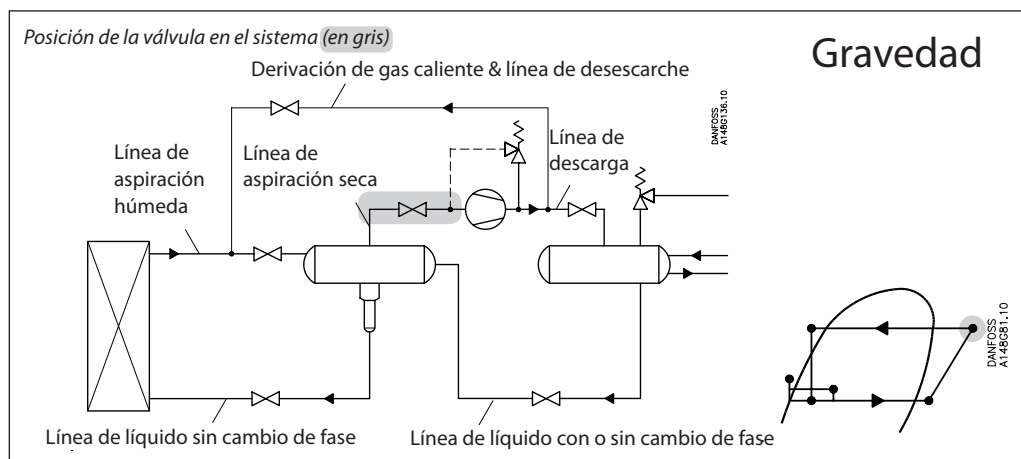 Posición de la válvula en el sistema (en gris)
Gravedad
Derivación de gas caliente & línea de desescarche
DANFOSS
A148G136.10
Línea de
aspiración
húmeda
Línea de
aspiración seca
Línea de
descarga
DANFOSS
A148G81.10
Línea de líquido sin cambio de fase
Línea de líquido con o sin cambio de fase